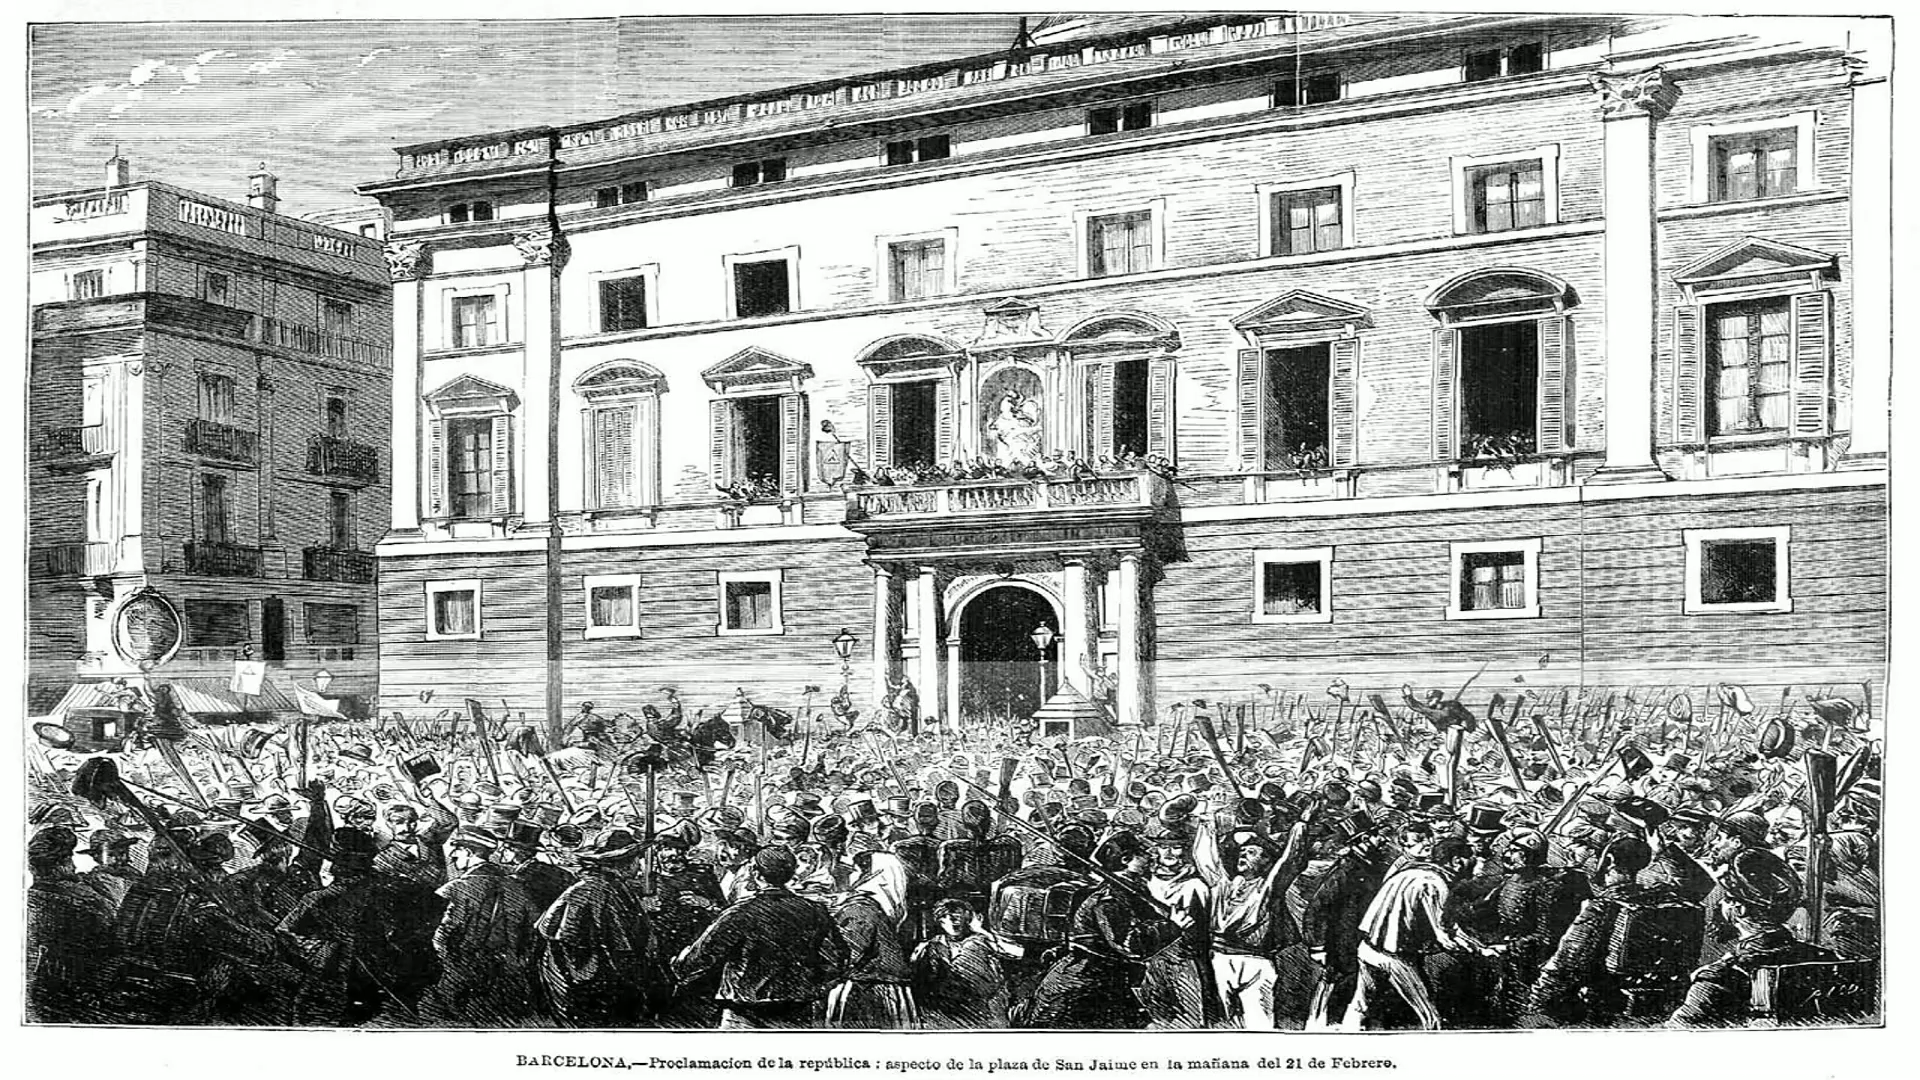 BARCELONA.—Proclamacion de la república : aspecto de la plaza de San Jaime en la mañana del 21 de Febrero.